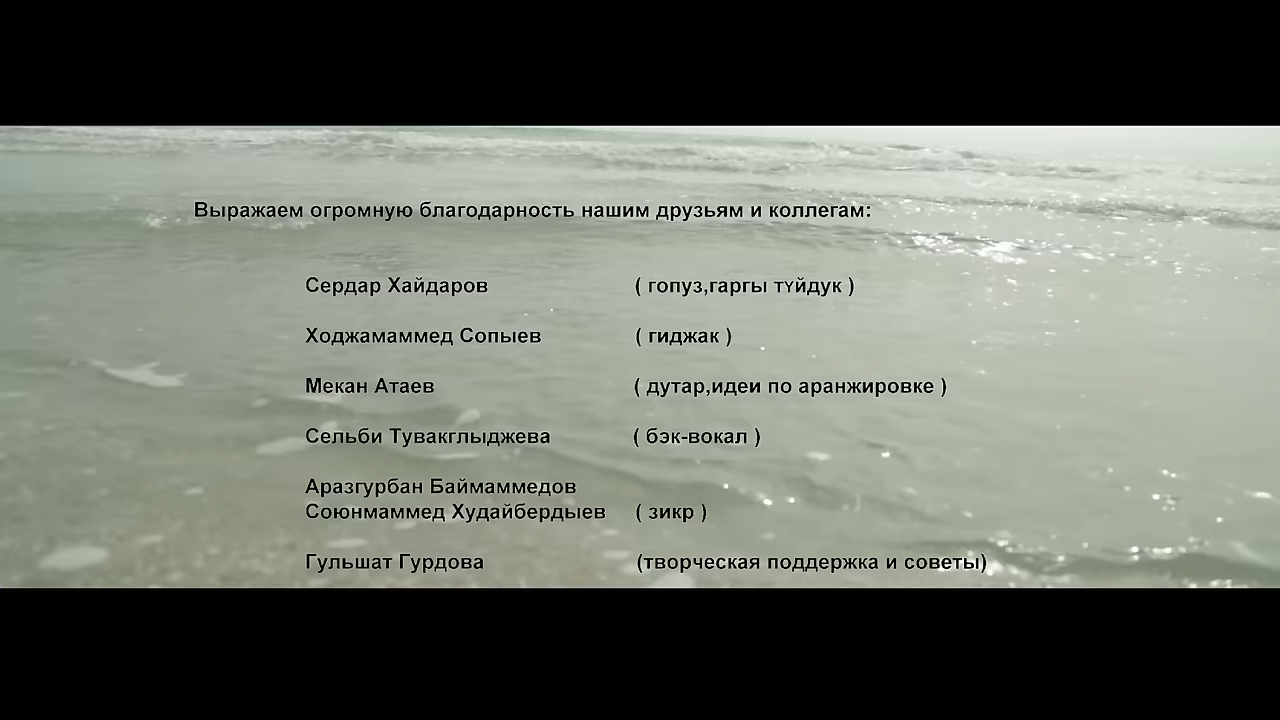 Выражаем огромную благодарность нашим друзьям и коллегам:
Сердар Хайдаров ( гопуз,гаргы түйдук )
Ходжамаммед Сопыев ( гиджак )
Мекан Атаев ( дутар,идеи по аранжировке )
Сельби Тувакглыджева ( бэк-вокал )
Аразгурбан Баймаммедов
Союнмаммед Худайбердыев ( зикр )
Гульшат Гурдова (творческая поддержка и советы)